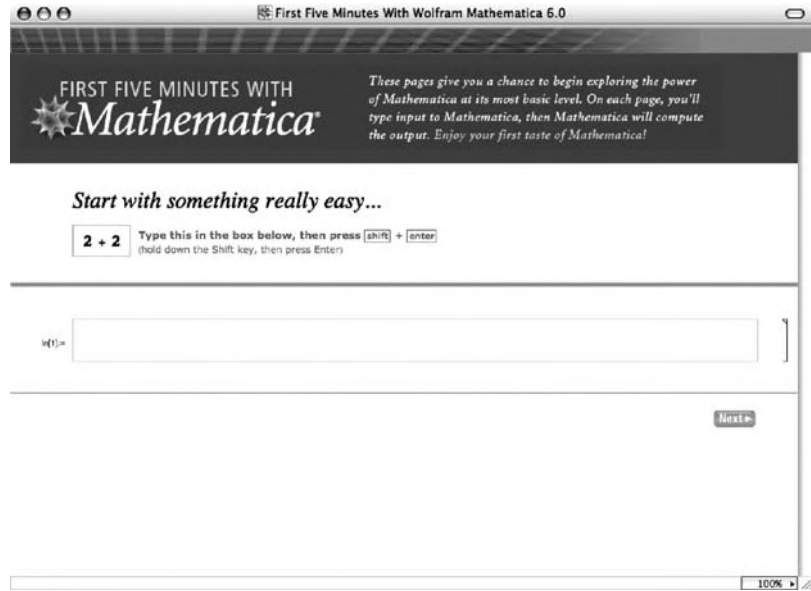 First Five Minutes With Wolfram Mathematica 6.0
FIRST FIVE MINUTES WITH
Mathematica®
These pages give you a chance to begin exploring the power
of Mathematica at its most basic level. On each page, you'll
type input to Mathematica, then Mathematica will compute
the output. Enjoy your first taste of Mathematica!
Start with something really easy...
2 + 2
Type this in the box below, then press shift + enter
(hold down the Shift key, then press Enter)
In[1]:=
Next
100%